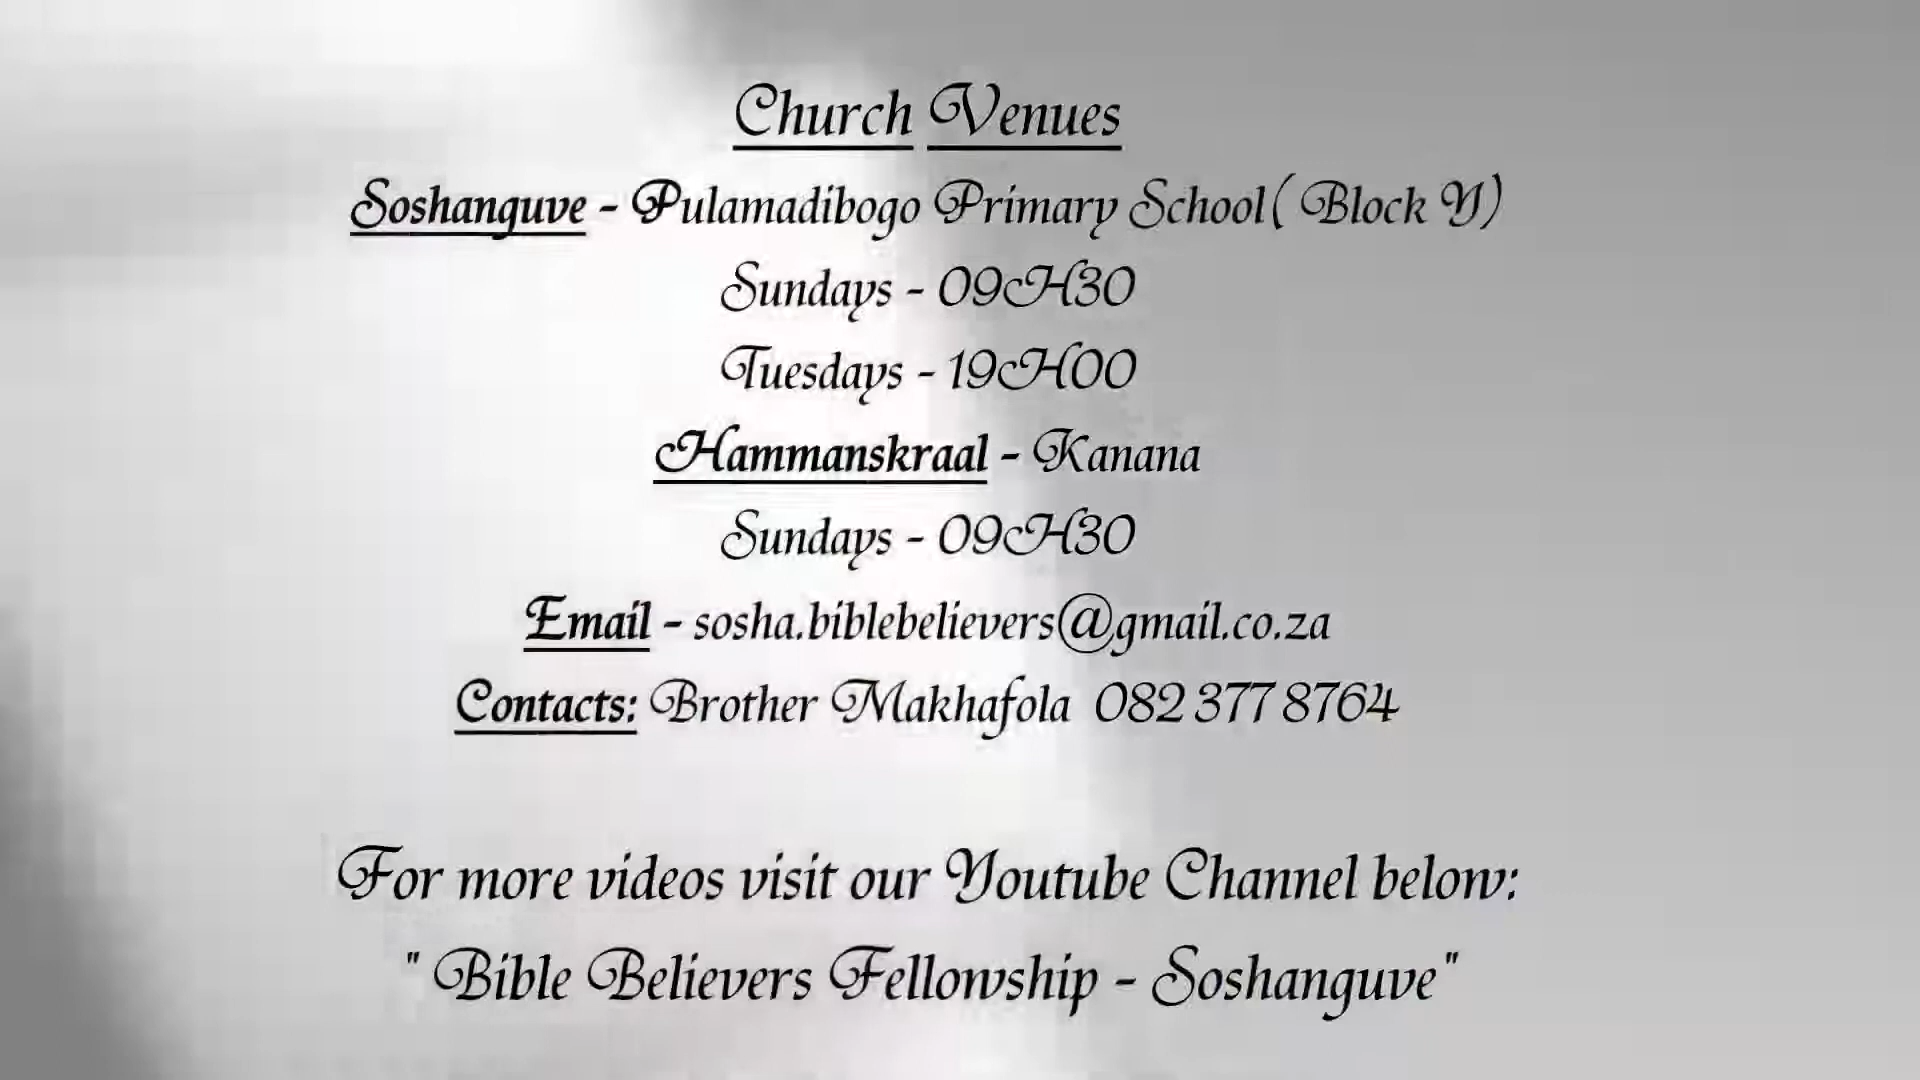 Church Venues
Soshanguve - Pulamadibogo Primary School( Block Y)
Sundays - 09H30
Tuesdays - 19H00
Hammanskraal - Kanana
Sundays - 09H30
Email - sosha.biblebelievers@gmail.co.za
Contacts: Brother Makhafola 082 377 8764
For more videos visit our Youtube Channel below:
" Bible Believers Fellowship - Soshanguve"